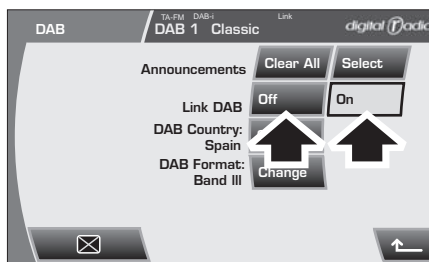 TA-FM DAB-i Link
DAB DAB 1 Classic digital radio
Announcements Clear All Select
Link DAB Off On
DAB Country:
Spain
DAB Format:
Band III Change